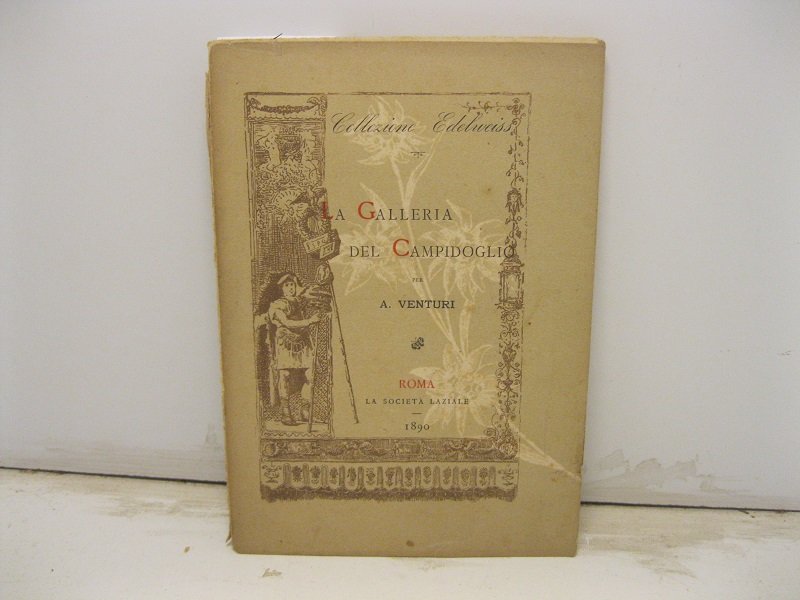 Collezione Edelweiss
La Galleria
del Campidoglio
per
A. Venturi
Roma
La Società Laziale
1890